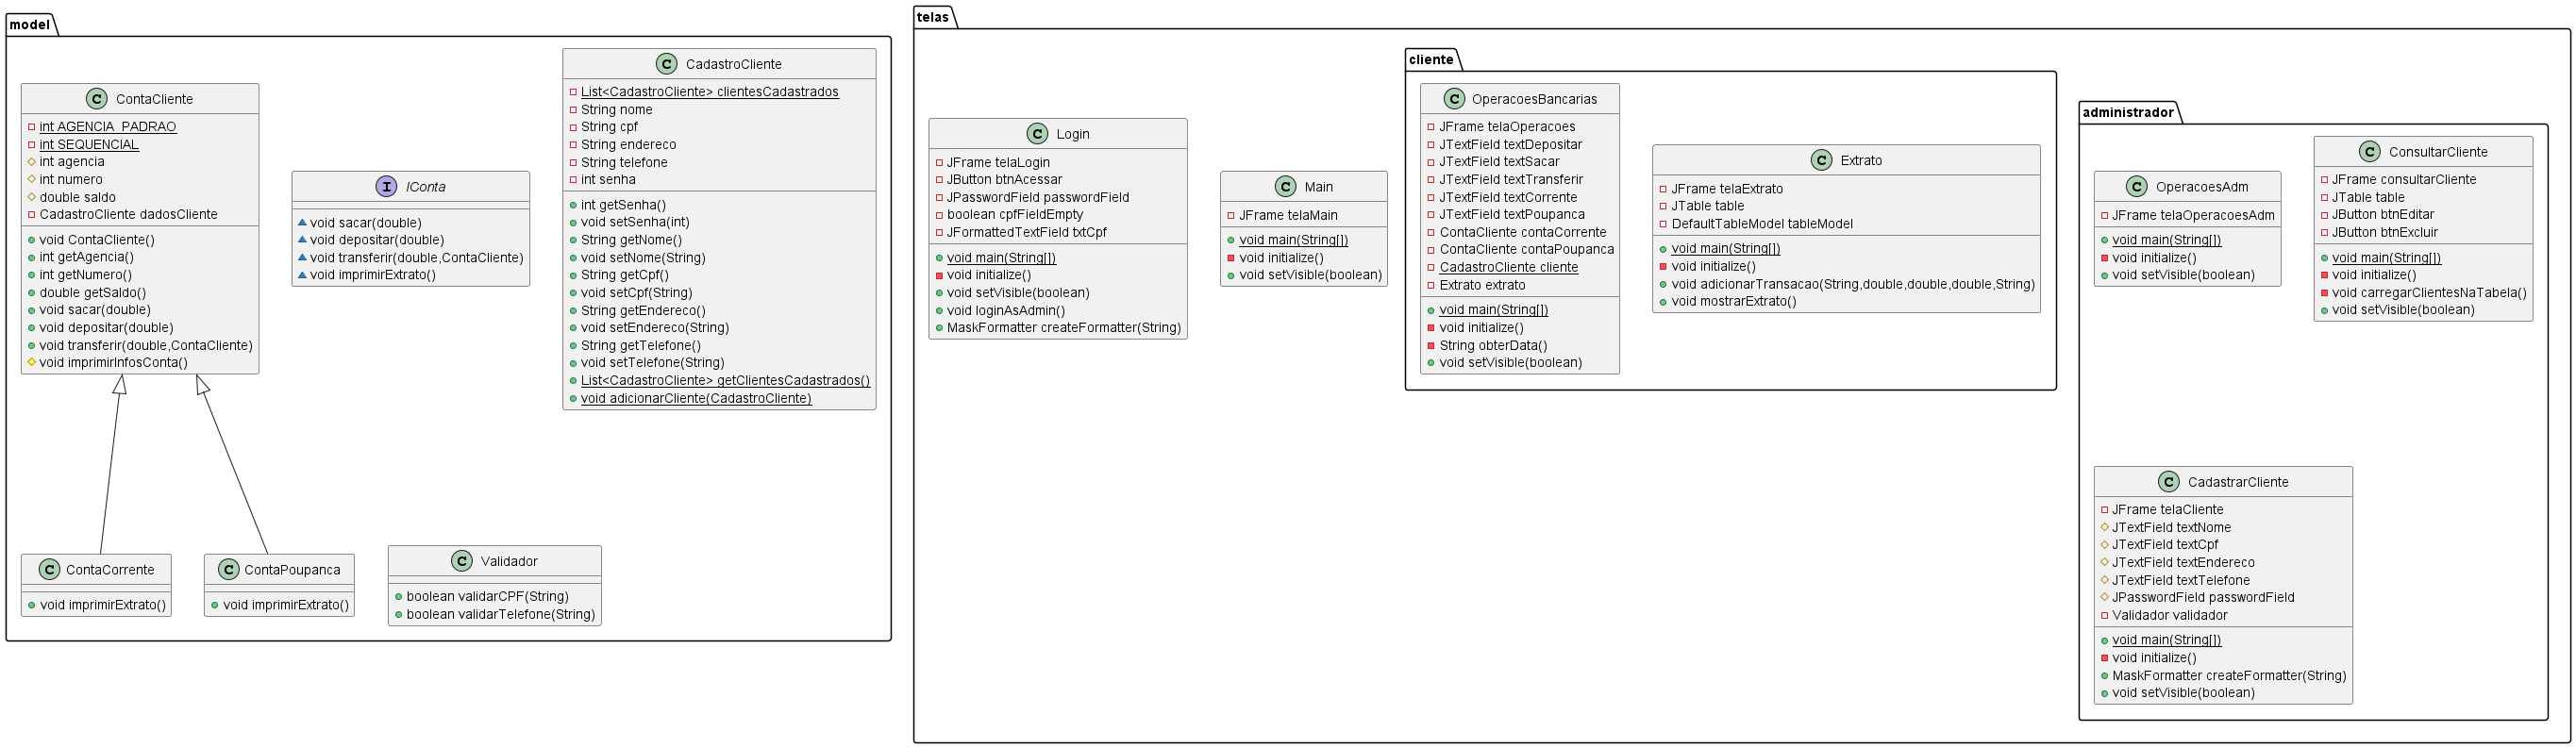 model
ContaCliente
int AGENCIA_PADRAO
int SEQUENCIAL
int agencia
int numero
double saldo
CadastroCliente dadosCliente
void ContaCliente()
int getAgencia()
int getNumero()
double getSaldo()
void sacar(double)
void depositar(double)
void transferir(double,ContaCliente)
void imprimirInfosConta()
IConta
void sacar(double)
void depositar(double)
void transferir(double,ContaCliente)
void imprimirExtrato()
CadastroCliente
List<CadastroCliente> clientesCadastrados
String nome
String cpf
String endereco
String telefone
int senha
int getSenha()
void setSenha(int)
String getNome()
void setNome(String)
String getCpf()
void setCpf(String)
String getEndereco()
void setEndereco(String)
String getTelefone()
void setTelefone(String)
List<CadastroCliente> getClientesCadastrados()
void adicionarCliente(CadastroCliente)
ContaCorrente
void imprimirExtrato()
ContaPoupanca
void imprimirExtrato()
Validador
boolean validarCPF(String)
boolean validarTelefone(String)
telas
Login
JFrame telaLogin
JButton btnAcessar
JPasswordField passwordField
boolean cpfFieldEmpty
JFormattedTextField txtCpf
void main(String[])
void initialize()
void setVisible(boolean)
void loginAsAdmin()
MaskFormatter createFormatter(String)
Main
JFrame telaMain
void main(String[])
void initialize()
void setVisible(boolean)
cliente
OperacoesBancarias
JFrame telaOperacoes
JTextField textDepositar
JTextField textSacar
JTextField textTransferir
JTextField textCorrente
JTextField textPoupanca
ContaCliente contaCorrente
ContaCliente contaPoupanca
CadastroCliente cliente
Extrato extrato
void main(String[])
void initialize()
String obterData()
void setVisible(boolean)
Extrato
JFrame telaExtrato
JTable table
DefaultTableModel tableModel
void main(String[])
void initialize()
void adicionarTransacao(String,double,double,double,String)
void mostrarExtrato()
administrador
OperacoesAdm
JFrame telaOperacoesAdm
void main(String[])
void initialize()
void setVisible(boolean)
ConsultarCliente
JFrame consultarCliente
JTable table
JButton btnEditar
JButton btnExcluir
void main(String[])
void initialize()
void carregarClientesNaTabela()
void setVisible(boolean)
CadastrarCliente
JFrame telaCliente
JTextField textNome
JTextField textCpf
JTextField textEndereco
JTextField textTelefone
JPasswordField passwordField
Validador validador
void main(String[])
void initialize()
MaskFormatter createFormatter(String)
void setVisible(boolean)